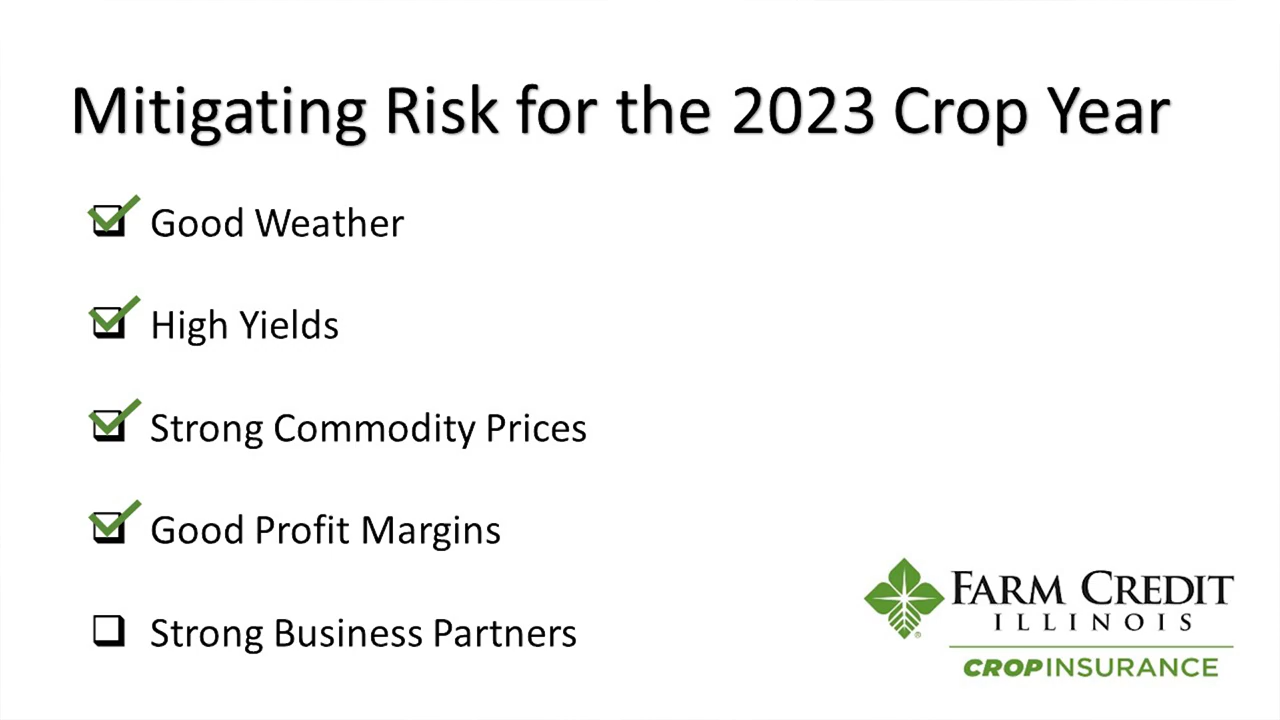 Mitigating Risk for the 2023 Crop Year
Good Weather
High Yields
Strong Commodity Prices
Good Profit Margins
Strong Business Partners
FARM CREDIT
ILLINOIS
®
CROPINSURANCE